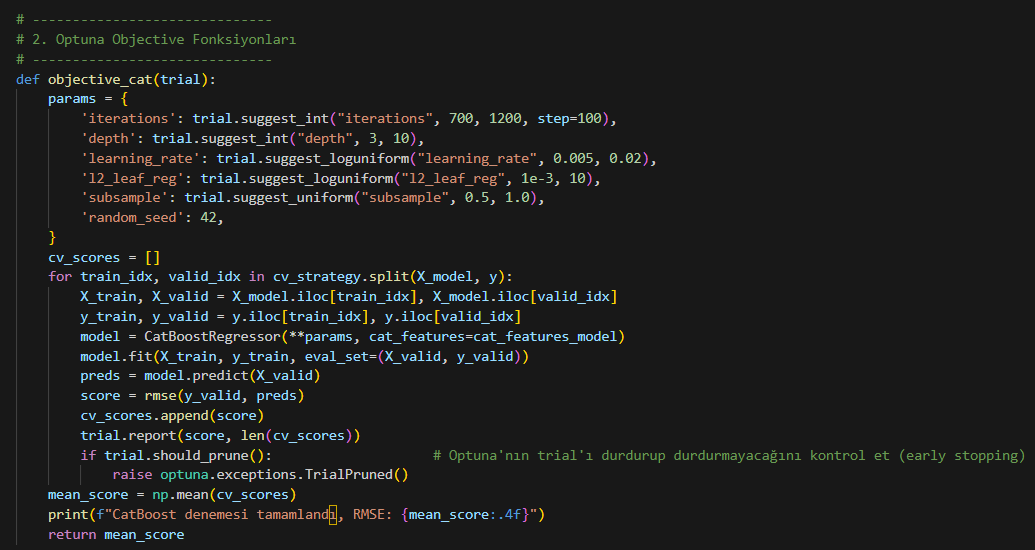 # ------------------------------
# 2. Optuna Objective Fonksiyonları
# ------------------------------
def objective_cat(trial):
    params = {
        'iterations': trial.suggest_int("iterations", 700, 1200, step=100),
        'depth': trial.suggest_int("depth", 3, 10),
        'learning_rate': trial.suggest_loguniform("learning_rate", 0.005, 0.02),
        'l2_leaf_reg': trial.suggest_loguniform("l2_leaf_reg", 1e-3, 10),
        'subsample': trial.suggest_uniform("subsample", 0.5, 1.0),
        'random_seed': 42,
    }
    cv_scores = []
    for train_idx, valid_idx in cv_strategy.split(X_model, y):
        X_train, X_valid = X_model.iloc[train_idx], X_model.iloc[valid_idx]
        y_train, y_valid = y.iloc[train_idx], y.iloc[valid_idx]
        model = CatBoostRegressor(**params, cat_features=cat_features_model)
        model.fit(X_train, y_train, eval_set=(X_valid, y_valid))
        preds = model.predict(X_valid)
        score = rmse(y_valid, preds)
        cv_scores.append(score)
        trial.report(score, len(cv_scores))
        if trial.should_prune():                    # Optuna'nın trial'ı durdurup durdurmayacağını kontrol et (early stopping)
            raise optuna.exceptions.TrialPruned()
    mean_score = np.mean(cv_scores)
    print(f"CatBoost denemesi tamamlandı, RMSE: {mean_score:.4f}")
    return mean_score